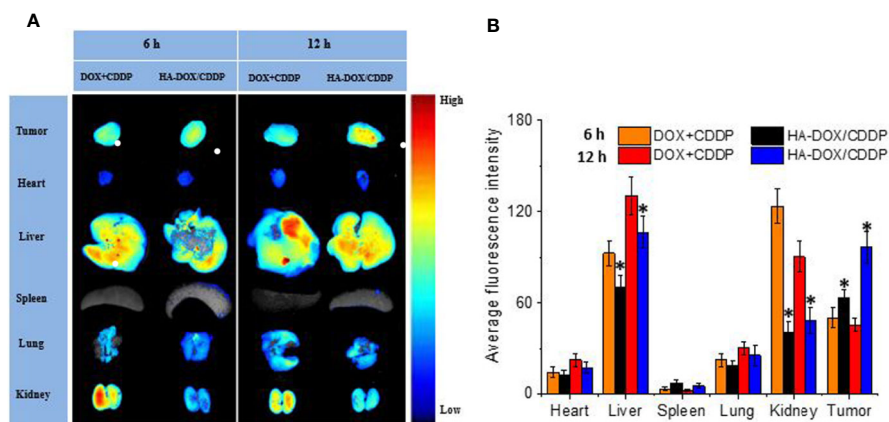 A
6 h
12 h
DOX+CDDP
HA-DOX/CDDP
DOX+CDDP
HA-DOX/CDDP
Tumor
Heart
Liver
Spleen
Lung
Kidney
High
Low
B
Average fluorescence intensity
180
120
60
0
6 h
DOX+CDDP
HA-DOX/CDDP
12 h
DOX+CDDP
HA-DOX/CDDP
*
*
*
*
*
*
Heart
Liver
Spleen
Lung
Kidney
Tumor